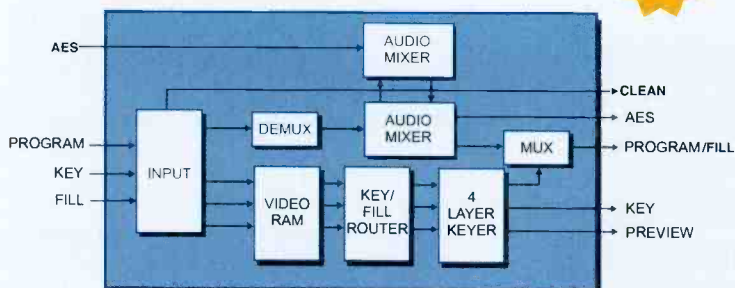 AES
AUDIO
MIXER
CLEAN
AES
PROGRAM
KEY
FILL
INPUT
DEMUX
AUDIO
MIXER
MUX
PROGRAM/FILL
VIDEO
RAM
KEY/
FILL
ROUTER
4
LAYER
KEYER
KEY
PREVIEW